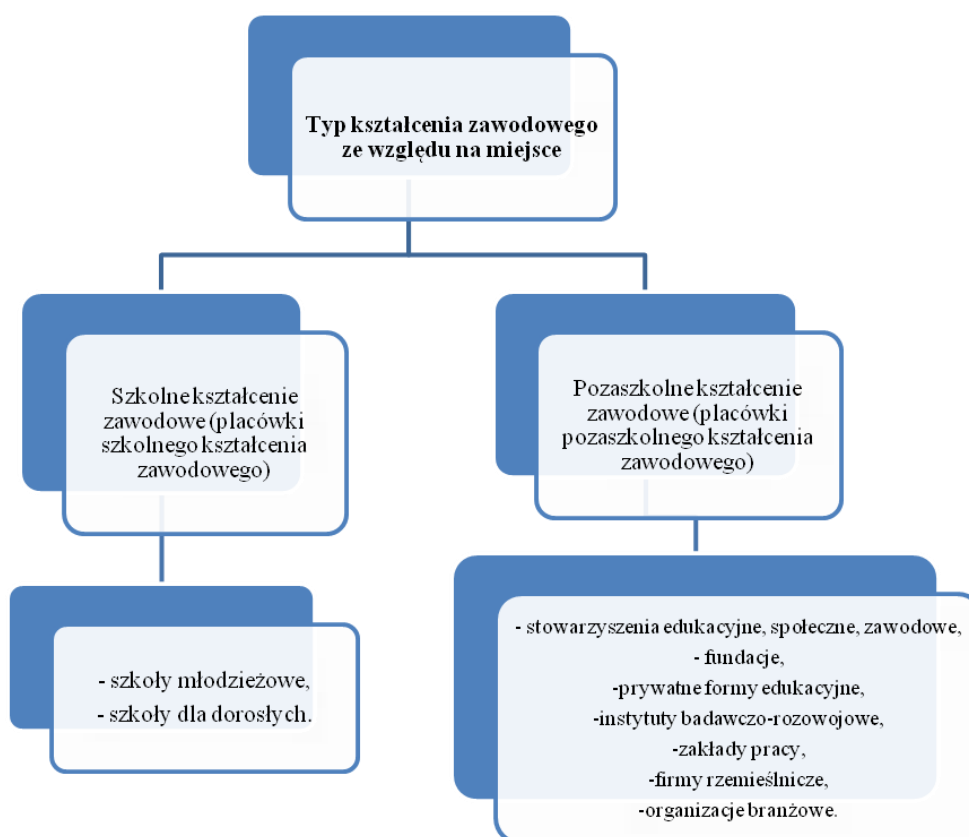 Typ kształcenia zawodowego
ze względu na miejsce
Szkolne kształcenie
zawodowe (placówki
szkolnego kształcenia
zawodowego)
Pozaszkolne kształcenie
zawodowe (placówki
pozaszkolnego kształcenia
zawodowego)
- szkoły młodzieżowe,
- szkoły dla dorosłych.
- stowarzyszenia edukacyjne, społeczne, zawodowe,
- fundacje,
-prywatne formy edukacyjne,
-instytuty badawczo-rozowojowe,
-zakłady pracy,
-firmy rzemieślnicze,
-organizacje branżowe.